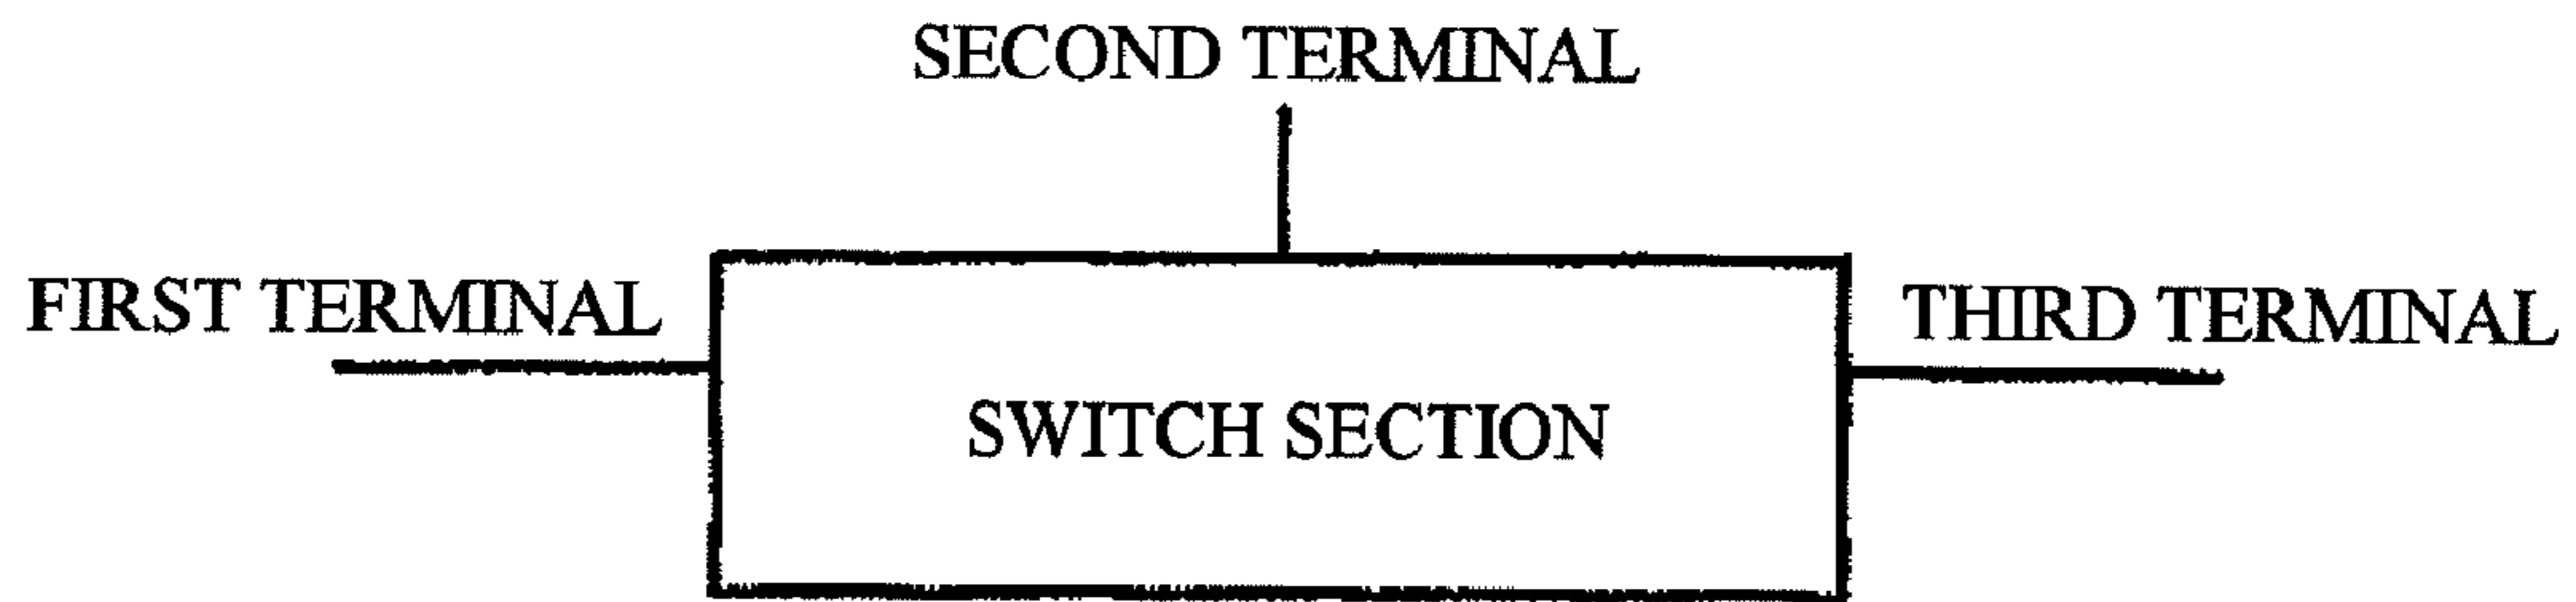 SECOND TERMINAL
FIRST TERMINAL
THIRD TERMINAL
SWITCH SECTION